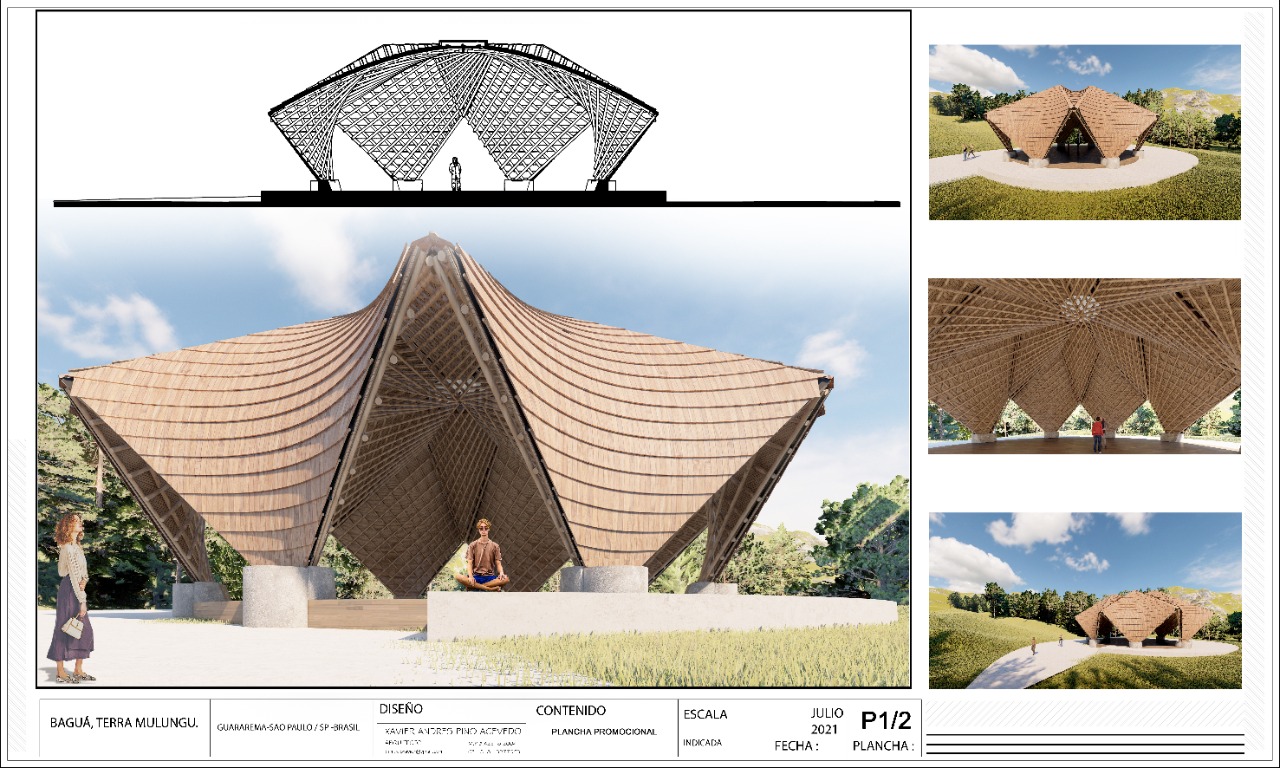 BAGUÁ, TERRA MULUNGU.
GUARAREMA-SAO PAULO / SP -BRASIL
DISEÑO
XAVIER ANDRES PINO ACEVEDO
ARQUITECTO
CONTENIDO
PLANCHA PROMOCIONAL
ESCALA
INDICADA
JULIO
2021
FECHA :
P1/2
PLANCHA :